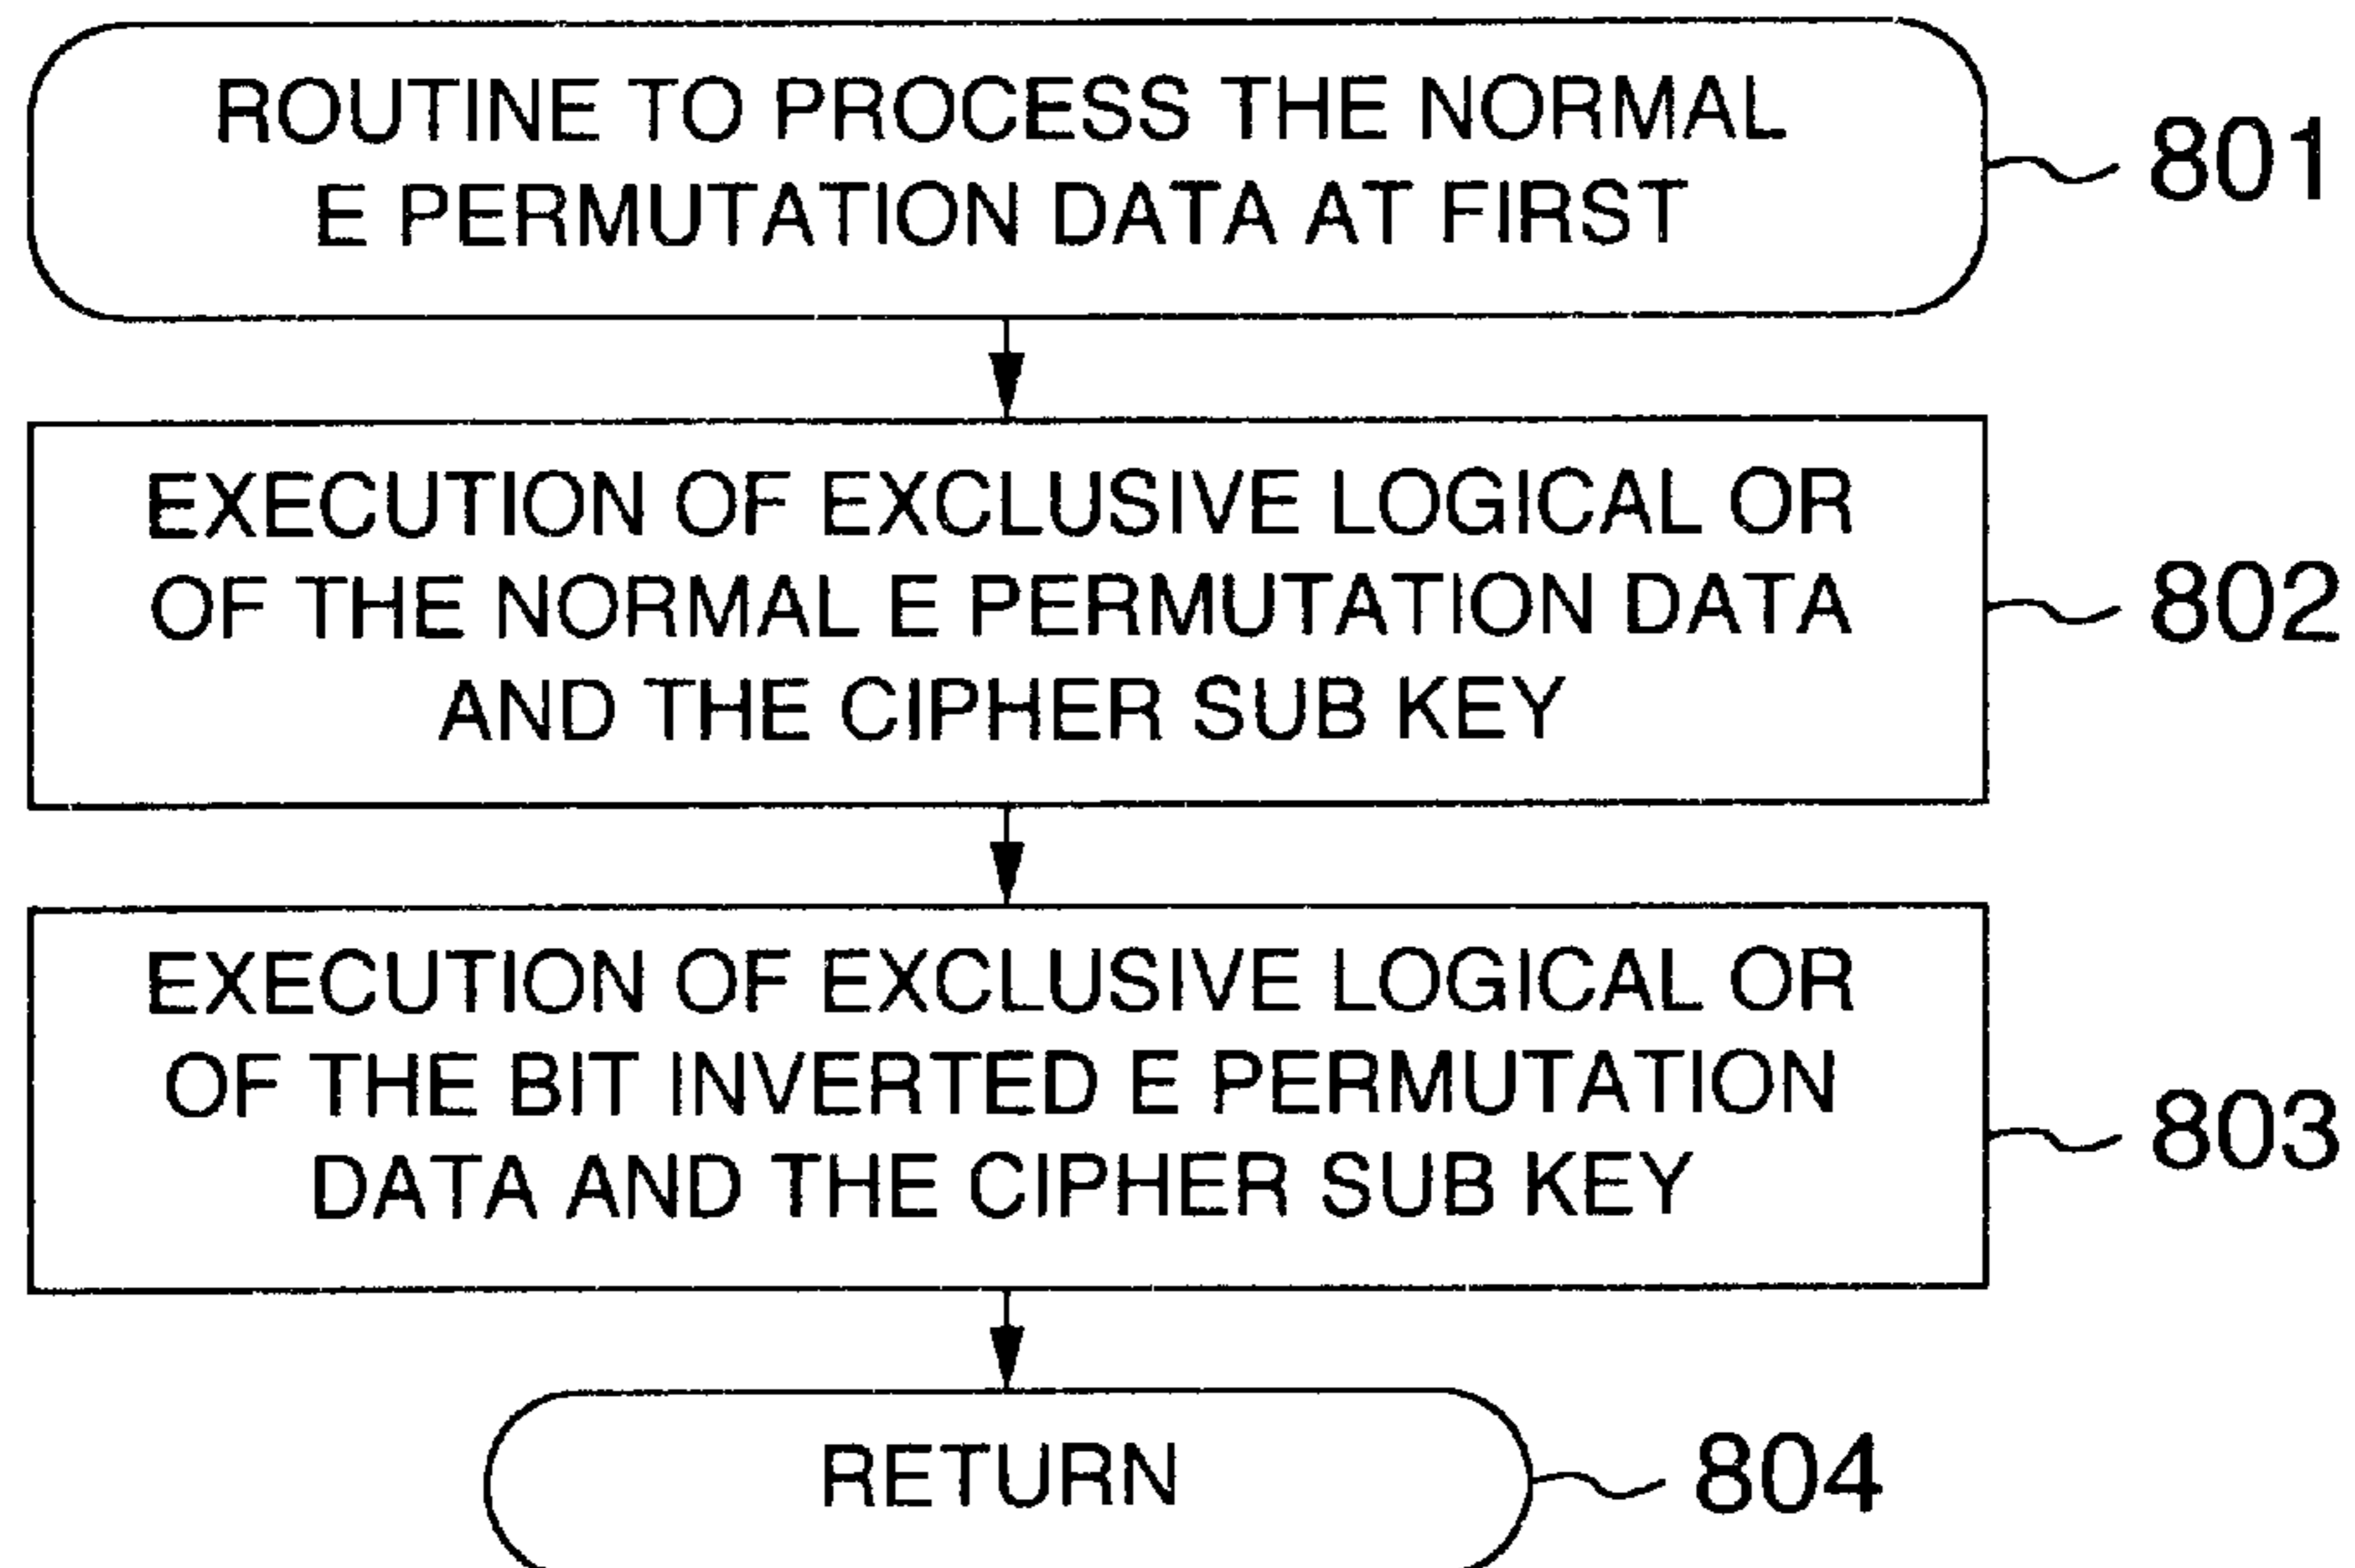 ROUTINE TO PROCESS THE NORMAL
E PERMUTATION DATA AT FIRST
801
EXECUTION OF EXCLUSIVE LOGICAL OR
OF THE NORMAL E PERMUTATION DATA
AND THE CIPHER SUB KEY
802
EXECUTION OF EXCLUSIVE LOGICAL OR
OF THE BIT INVERTED E PERMUTATION
DATA AND THE CIPHER SUB KEY
803
RETURN
804